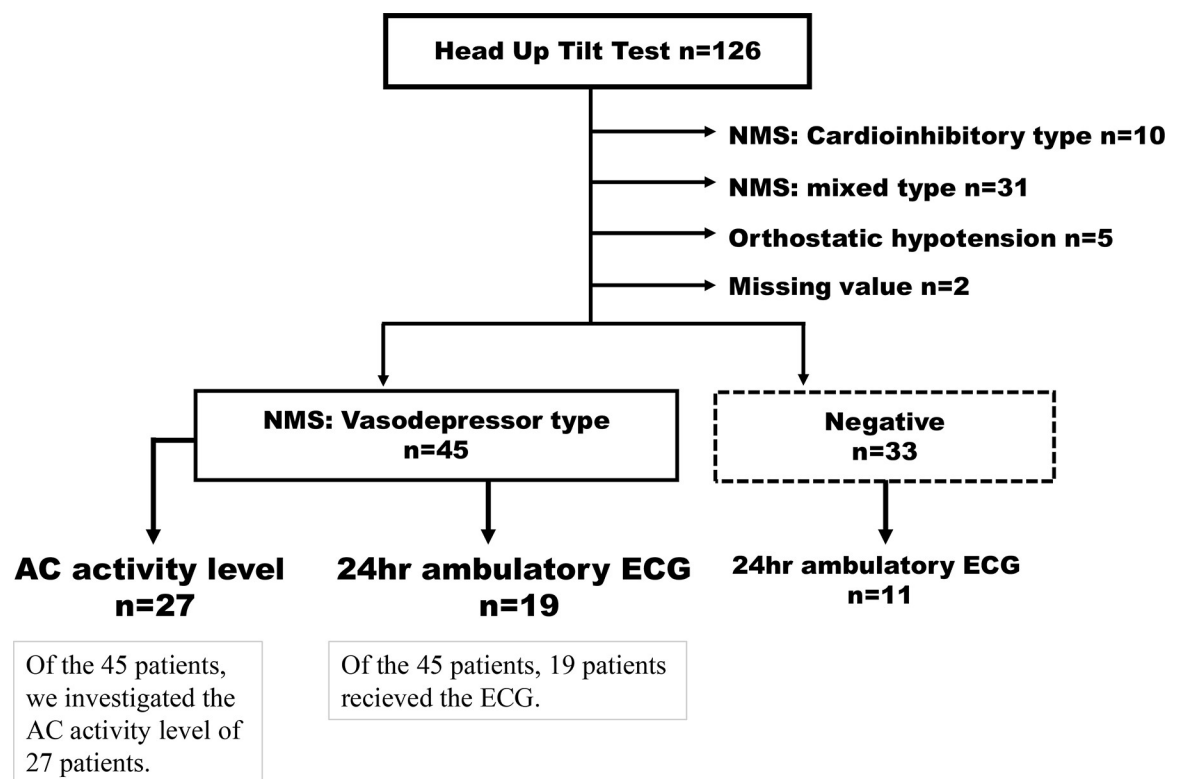 Head Up Tilt Test n=126
NMS: Cardioinhibitory type n=10
NMS: mixed type n=31
Orthostatic hypotension n=5
Missing value n=2
NMS: Vasodepressor type
n=45
Negative
n=33
AC activity level
n=27
24hr ambulatory ECG
n=19
24hr ambulatory ECG
n=11
Of the 45 patients,
we investigated the
AC activity level of
27 patients.
Of the 45 patients, 19 patients
recieved the ECG.